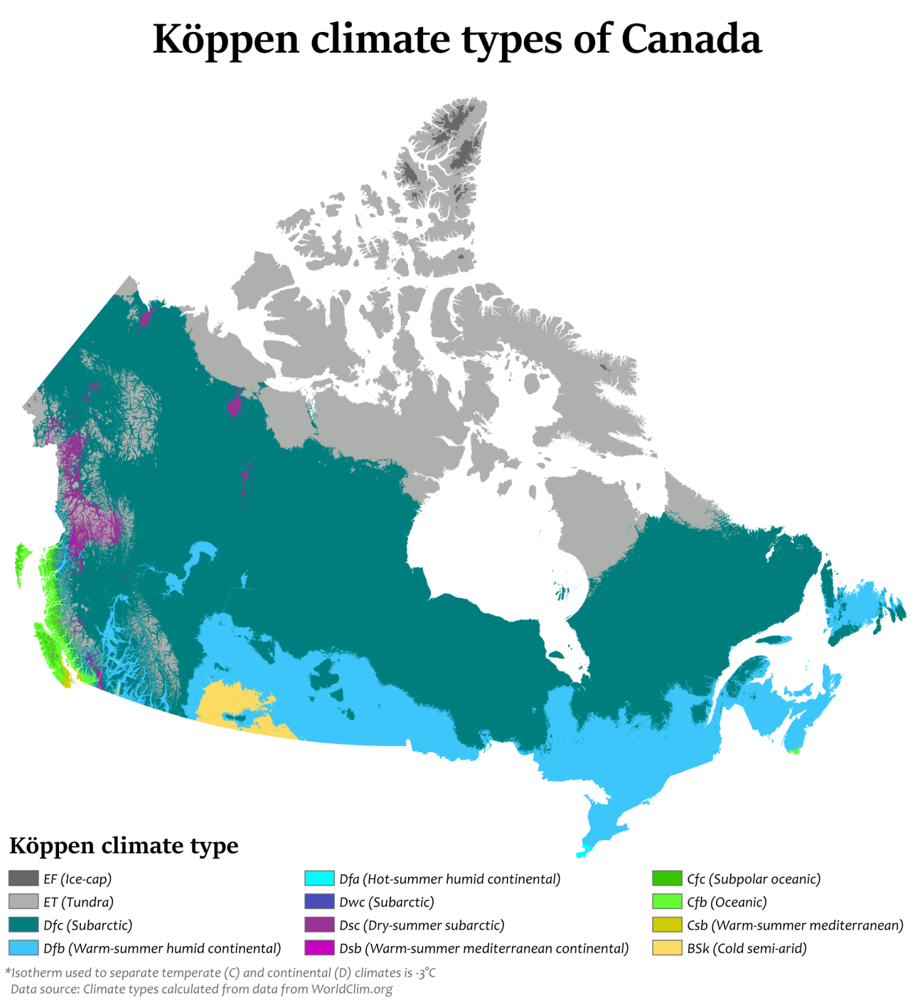 Köppen climate types of Canada
Köppen climate type
EF (Ice-cap)
ET (Tundra)
Dfc (Subarctic)
Dfb (Warm-summer humid continental)
Dfa (Hot-summer humid continental)
Dwc (Subarctic)
Dsc (Dry-summer subarctic)
Dsb (Warm-summer mediterranean continental)
Cfc (Subpolar oceanic)
Cfb (Oceanic)
Csb (Warm-summer mediterranean)
BSk (Cold semi-arid)
*Isotherm used to separate temperate (C) and continental (D) climates is -3°C
Data source: Climate types calculated from data from WorldClim.org